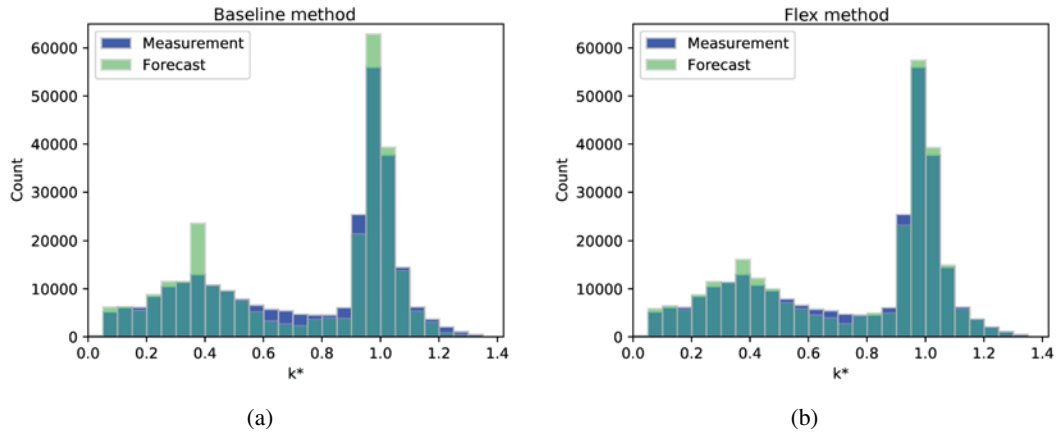 Baseline method
Measurement
Forecast
Count
60000
50000
40000
30000
20000
10000
0
0.0 0.2 0.4 0.6 0.8 1.0 1.2 1.4
k*
(a)
Flex method
Measurement
Forecast
Count
60000
50000
40000
30000
20000
10000
0
0.0 0.2 0.4 0.6 0.8 1.0 1.2 1.4
k*
(b)